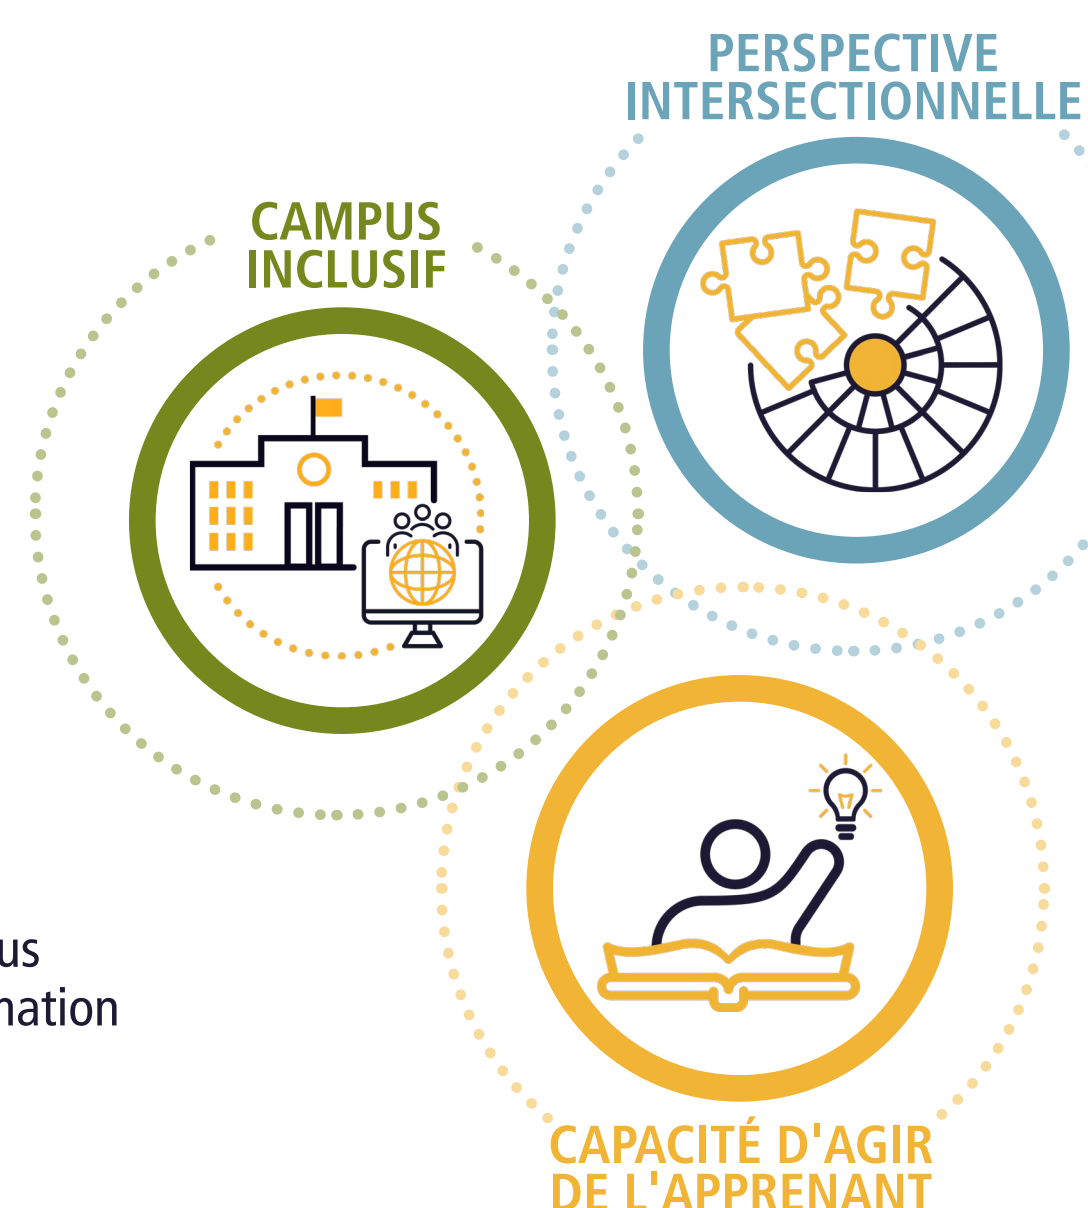 PERSPECTIVE
INTERSECTIONNELLE
CAMPUS
INCLUSIF
CAPACITÉ D'AGIR
DE L'APPRENANT